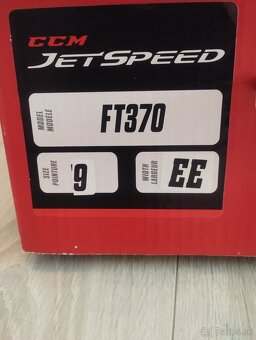 CCM
JETSPEED
MODEL
MODÈLE
FT370
SIZE
POINTURE
9
WIDTH
LARGEUR
EE